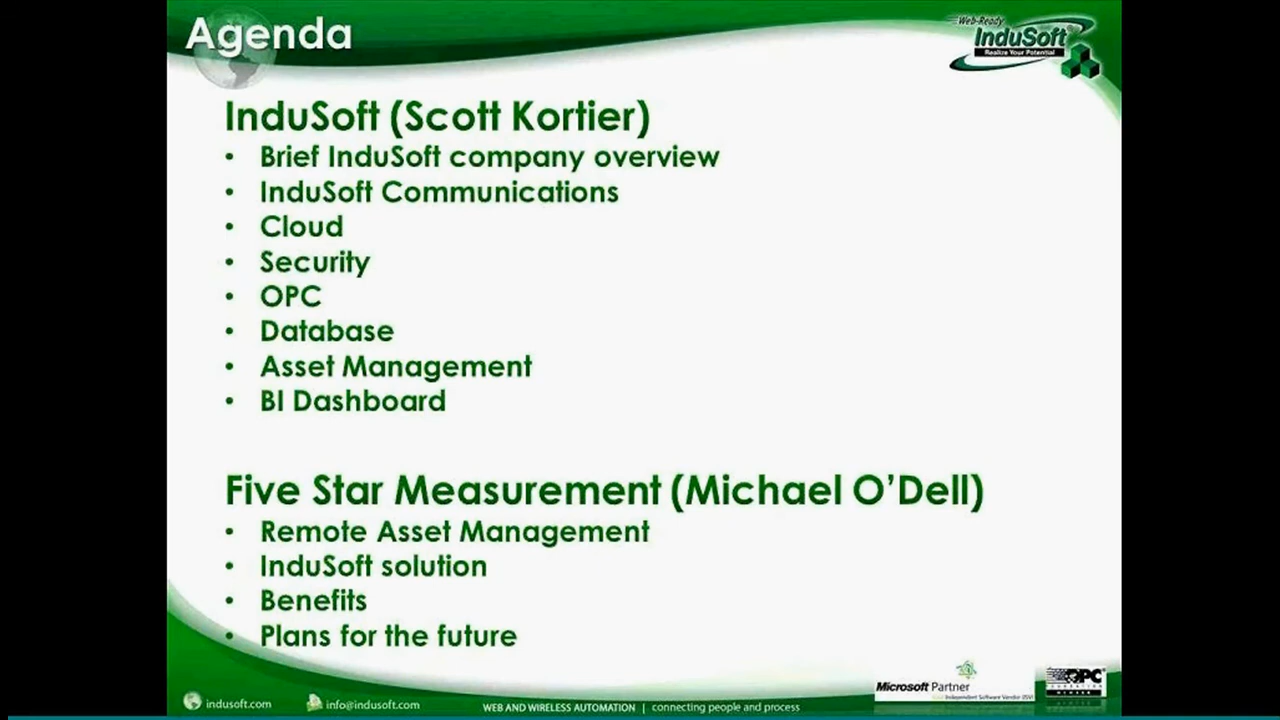 Agenda
Web-Ready
InduSoft
Realize Your Potential
InduSoft (Scott Kortier)
• Brief InduSoft company overview
• InduSoft Communications
• Cloud
• Security
• OPC
• Database
• Asset Management
• BI Dashboard
Five Star Measurement (Michael O’Dell)
• Remote Asset Management
• InduSoft solution
• Benefits
• Plans for the future
Microsoft Partner
Independent Software Vendor (ISV)
OPC
FOUNDATION
MEMBER
indusoft.com
info@indusoft.com
WEB AND WIRELESS AUTOMATION | connecting people and process